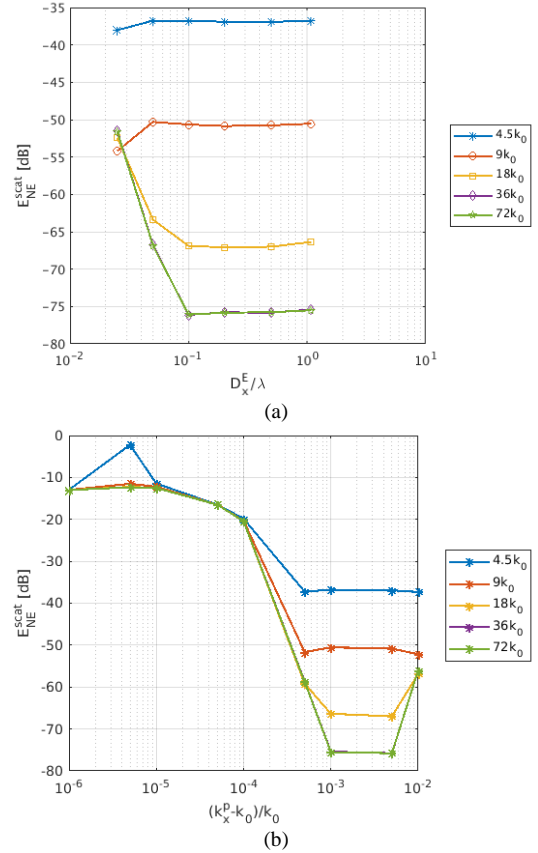 -35
-40
-45
-50
-55
-60
-65
-70
-75
-80
E_NE^scat [dB]
10^-2
10^-1
10^0
10^1
D_x^E/λ
4.5k_0
9k_0
18k_0
36k_0
72k_0
(a)
0
-10
-20
-30
-40
-50
-60
-70
-80
E_NE^scat [dB]
10^-6
10^-5
10^-4
10^-3
10^-2
(k_x^p-k_0)/k_0
4.5k_0
9k_0
18k_0
36k_0
72k_0
(b)